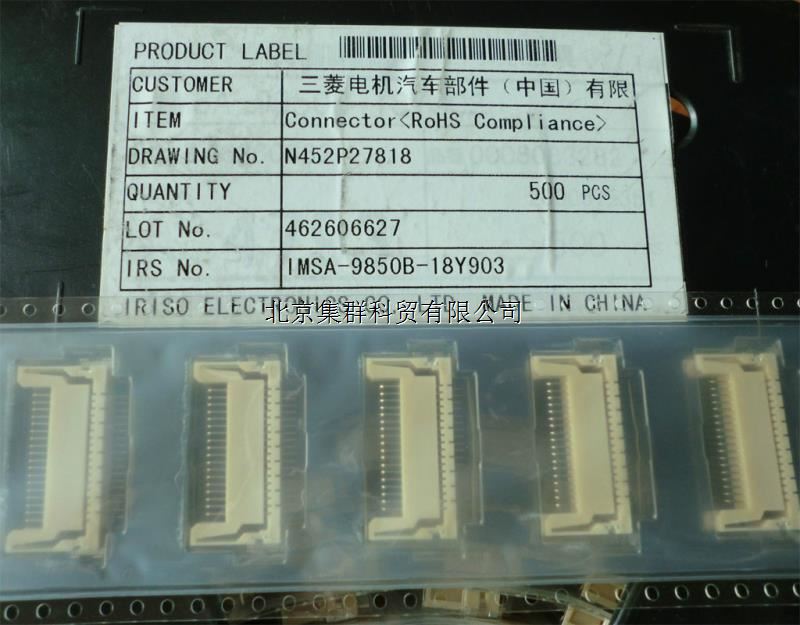 PRODUCT LABEL
CUSTOMER 三菱电机汽车部件（中国）有限
ITEM Connector<RoHS Compliance>
DRAWING No. N452P27818
QUANTITY 500 PCS
LOT No. 462606627
IRS No. IMSA-9850B-18Y903
IRISO ELECTRONICS CO. LTD. MADE IN CHINA
北京集群科贸有限公司